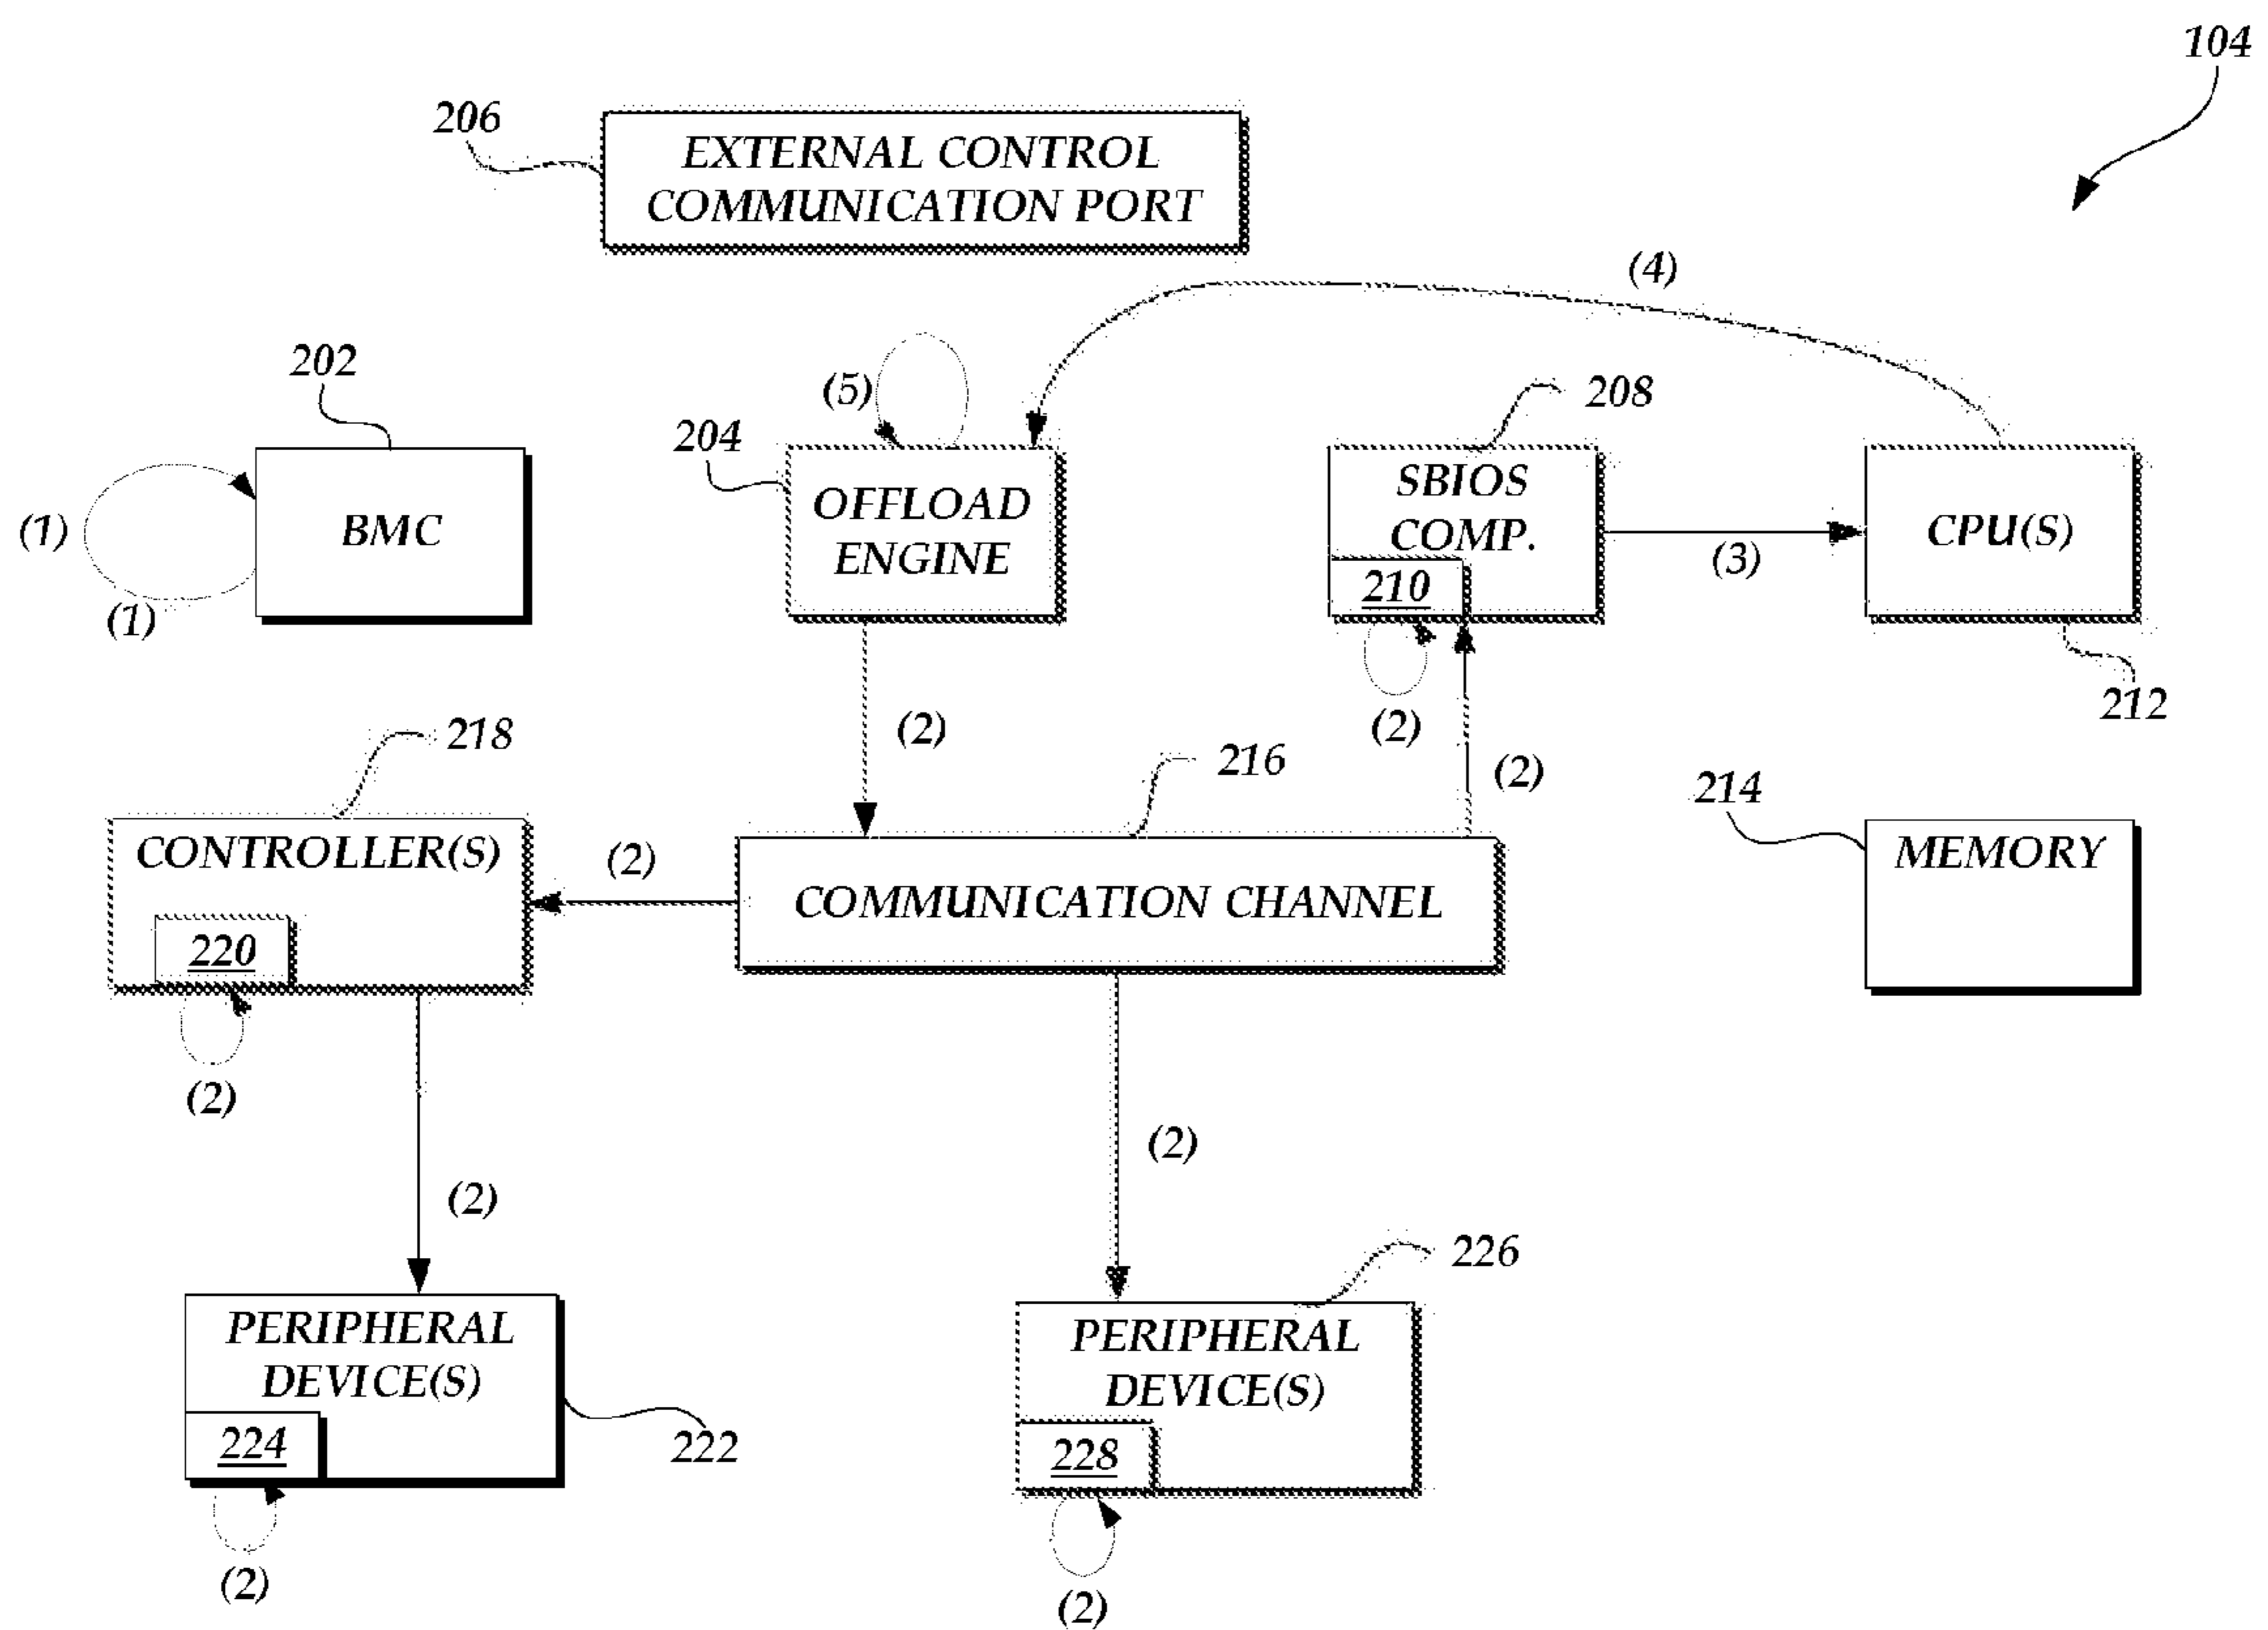 104
206
EXTERNAL CONTROL
COMMUNICATION PORT
(4)
202
(5)
208
204
SBIOS
COMP.
OFFLOAD
ENGINE
(1)
BMC
CPU(S)
(3)
210
(1)
212
(2)
(2)
218
216
(2)
214
CONTROLLER(S)
(2)
MEMORY
COMMUNICATION CHANNEL
220
(2)
(2)
(2)
226
PERIPHERAL
DEVICE(S)
PERIPHERAL
DEVICE(S)
224
222
228
(2)
(2)